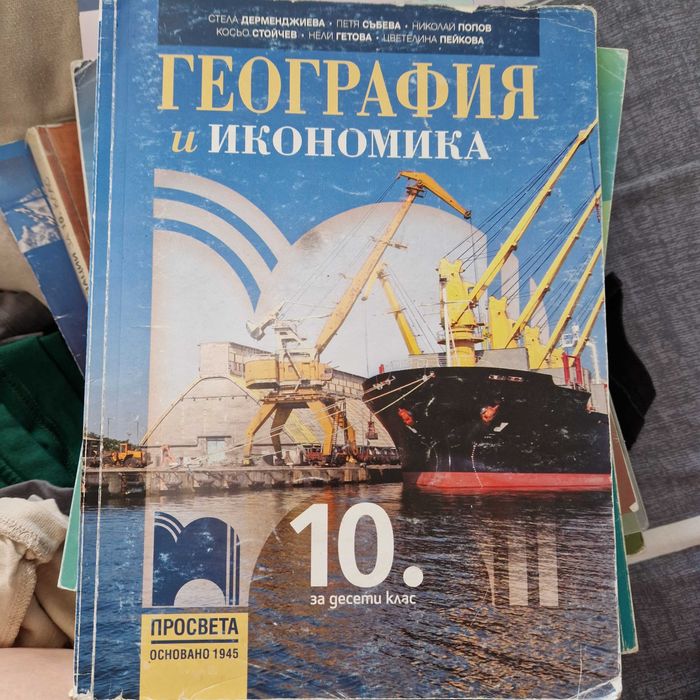 СТЕЛА ДЕРМЕНДЖИЕВА • ПЕТЯ СЪБЕВА • НИКОЛАЙ ПОПОВ
КОСЬО СТОЙЧЕВ • НЕЛИ ГЕТОВА • ЦВЕТЕЛИНА ПЕЙКОВА
ГЕОГРАФИЯ
и ИКОНОМИКА
10.
за десети клас
ПРОСВЕТА
ОСНОВАНО 1945